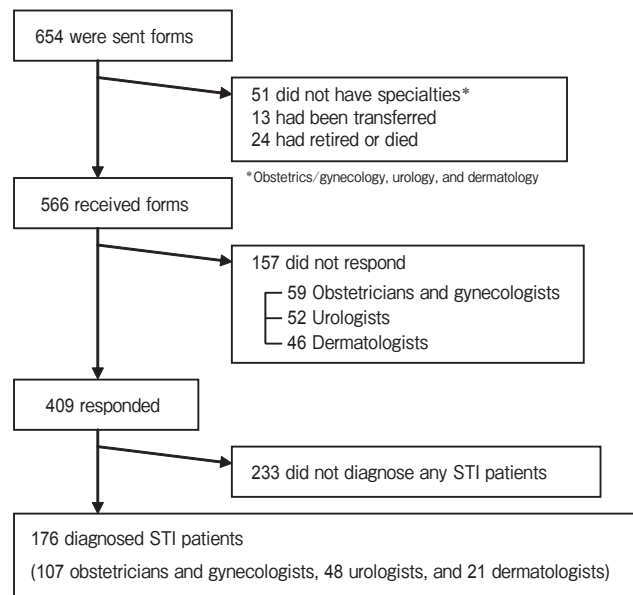 654 were sent forms
51 did not have specialties*
13 had been transferred
24 had retired or died
*Obstetrics/gynecology, urology, and dermatology
566 received forms
157 did not respond
59 Obstetricians and gynecologists
52 Urologists
46 Dermatologists
409 responded
233 did not diagnose any STI patients
176 diagnosed STI patients
(107 obstetricians and gynecologists, 48 urologists, and 21 dermatologists)